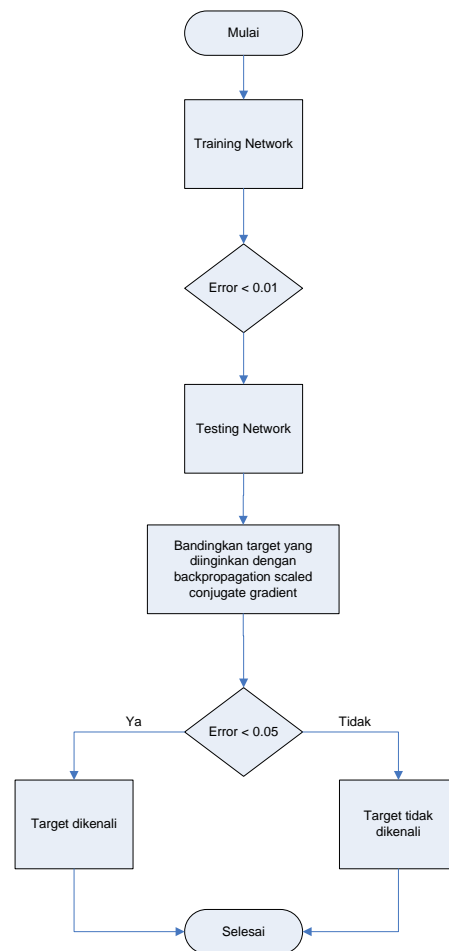 Mulai
Training Network
Error < 0.01
Testing Network
Bandingkan target yang
diinginkan dengan
backpropagation scaled
conjugate gradient
Ya
Error < 0.05
Tidak
Target dikenali
Target tidak
dikenali
Selesai